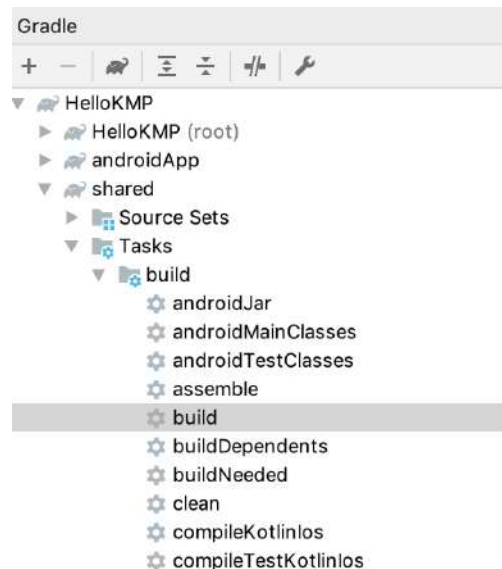 Gradle
HelloKMP
HelloKMP (root)
androidApp
shared
Source Sets
Tasks
build
androidJar
androidMainClasses
androidTestClasses
assemble
build
buildDependents
buildNeeded
clean
compileKotlinIos
compileTestKotlinIos